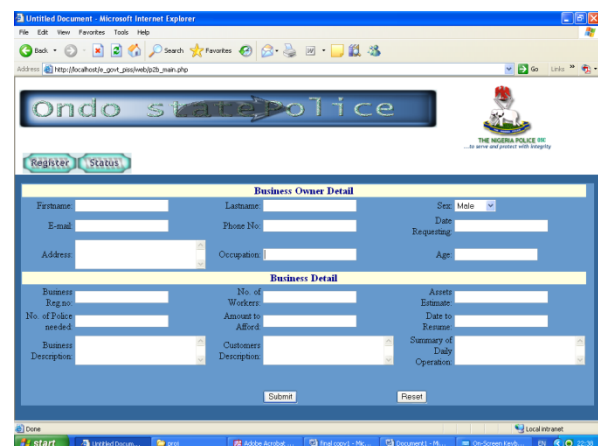 Untitled Document - Microsoft Internet Explorer
File Edit View Favorites Tools Help
Back Search Favorites
Address http://localhost/e_govt_piss/web/p2b_main.php Go Links »
Ondo statePolice
THE NIGERIA POLICE
...to serve and protect with integrity
Register Status
Business Owner Detail
Firstname: Lastname: Sex: Male
E-mail: Phone No: Date Requesting:
Address: Occupation: Age:
Business Detail
Business Reg.no: No. of Workers: Assets Estimate:
No. of Police needed: Amount to Afford: Date to Resume:
Business Description: Customers Description: Summary of Daily Operation:
Submit Reset
Done Local intranet
start Untitled Docum... proj Adobe Acrobat ... final copy1 - Mic... Document1 - Mi... On-Screen Keyb... EN 22:38